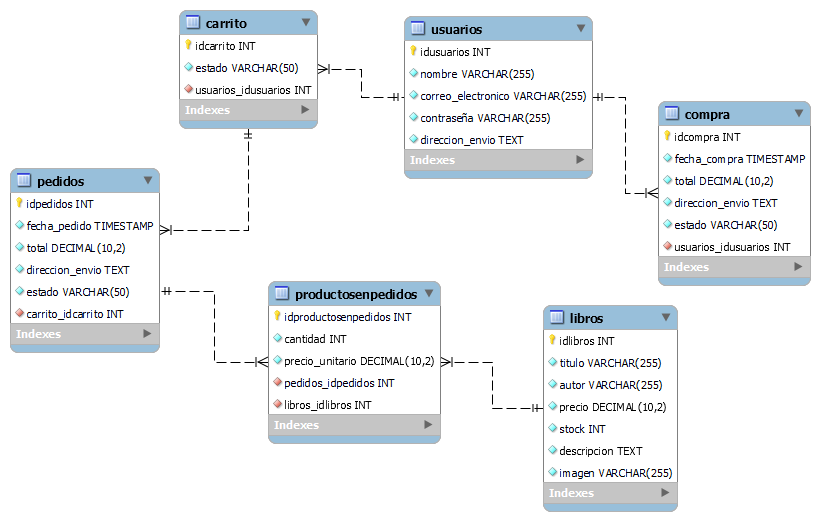 carrito
idcarrito INT
estado VARCHAR(50)
usuarios_idusuarios INT
Indexes
usuarios
idusuarios INT
nombre VARCHAR(255)
correo_electronico VARCHAR(255)
contraseña VARCHAR(255)
direccion_envio TEXT
Indexes
compra
idcompra INT
fecha_compra TIMESTAMP
total DECIMAL(10,2)
direccion_envio TEXT
estado VARCHAR(50)
usuarios_idusuarios INT
Indexes
pedidos
idpedidos INT
fecha_pedido TIMESTAMP
total DECIMAL(10,2)
direccion_envio TEXT
estado VARCHAR(50)
carrito_idcarrito INT
Indexes
productosenpedidos
idproductosenpedidos INT
cantidad INT
precio_unitario DECIMAL(10,2)
pedidos_idpedidos INT
libros_idlibros INT
Indexes
libros
idlibros INT
titulo VARCHAR(255)
autor VARCHAR(255)
precio DECIMAL(10,2)
stock INT
descripcion TEXT
imagen VARCHAR(255)
Indexes